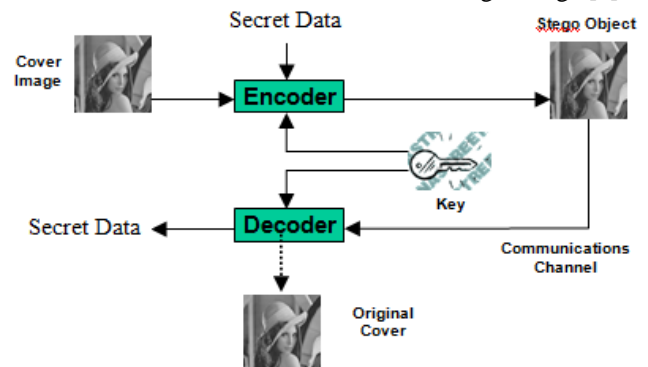 Secret Data
Stego Object
Cover
Image
Encoder
Key
Secret Data
Decoder
Communications
Channel
Original
Cover